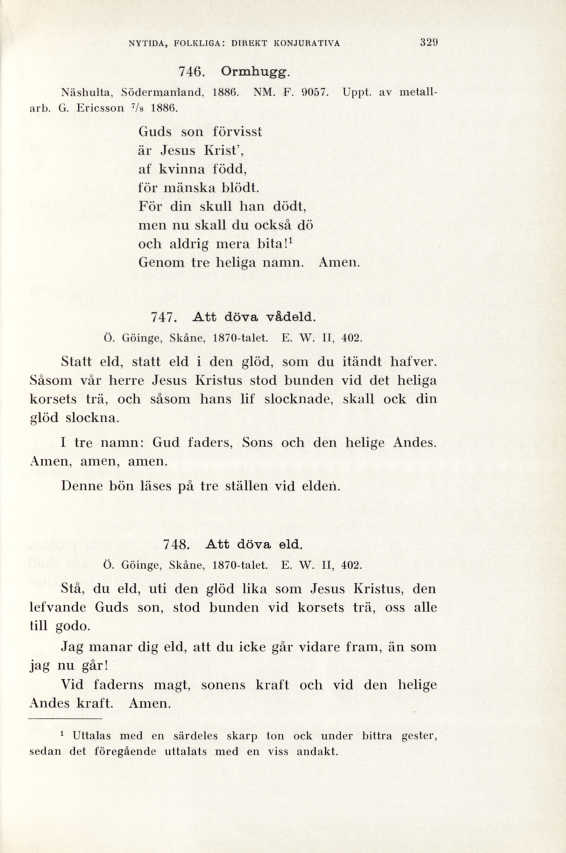 NYTIDA, FOLKLIGA: DIREKT KONJURATIVA 329
746. Ormhugg.
Näshulta, Södermanland, 1886. NM. F. 9057. Uppt. av metall-
arb. G. Ericsson 7/8 1886.
Guds son förvisst
är Jesus Krist',
af kvinna född,
för mänska blödt.
För din skull han dödt,
men nu skall du också dö
och aldrig mera bita!¹
Genom tre heliga namn. Amen.
747. Att döva vådeld.
Ö. Göinge, Skåne, 1870-talet. E. W. II, 402.
Statt eld, statt eld i den glöd, som du itändt hafver.
Såsom vår herre Jesus Kristus stod bunden vid det heliga
korsets trä, och såsom hans lif slocknade, skall ock din
glöd slockna.
I tre namn: Gud faders, Sons och den helige Andes.
Amen, amen, amen.
Denne bön läses på tre ställen vid elden.
748. Att döva eld.
Ö. Göinge, Skåne, 1870-talet. E. W. II, 402.
Stå, du eld, uti den glöd lika som Jesus Kristus, den
lefvande Guds son, stod bunden vid korsets trä, oss alle
till godo.
Jag manar dig eld, att du icke går vidare fram, än som
jag nu går!
Vid faderns magt, sonens kraft och vid den helige
Andes kraft. Amen.
¹ Uttalas med en särdeles skarp ton ock under bittra gester,
sedan det föregående uttalats med en viss andakt.